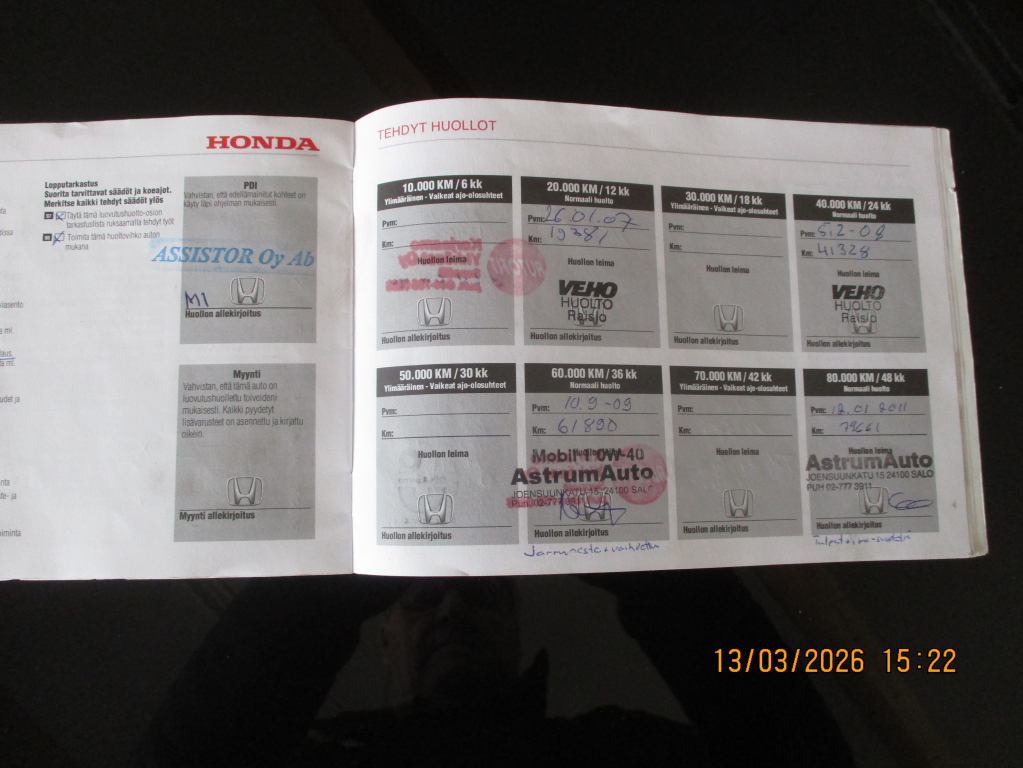 HONDA
Lopputarkastus
Suorita tarvittavat säädöt ja koeajot.
Merkitse kaikki tehdyt säädöt ylös
Täytä tämä luovutushuolto-osion
tarkastuslista ruksaamalla tehdyt työt
Toimita tämä huoltovihko auton
mukana
PDI
Vahvistan, että edellämainitut kohteet on
käyty läpi ohjelman mukaisesti.
ASSISTOR Oy Ab
M1
Huollon allekirjoitus
Myynti
Vahvistan, että tämä auto on
luovutushuollettu toiveideni
mukaisesti. Kaikki pyydetyt
lisävarusteet on asennettu ja kirjattu
oikein.
Myynti allekirjoitus
TEHDYT HUOLLOT
10.000 KM / 6 kk
Ylimääräinen - Vaikeat ajo-olosuhteet
Pvm:
Km:
Huollon leima
Huollon allekirjoitus
20.000 KM / 12 kk
Normaali huolto
Pvm: 26.01.07
Km: 19381
Huollon leima
VEHO
HUOLTO
Raisio
Huollon allekirjoitus
30.000 KM / 18 kk
Ylimääräinen - Vaikeat ajo-olosuhteet
Pvm:
Km:
Huollon leima
Huollon allekirjoitus
40.000 KM / 24 kk
Normaali huolto
Pvm: 5.2-08
Km: 41328
Huollon leima
VEHO
HUOLTO
Raisio
Huollon allekirjoitus
50.000 KM / 30 kk
Ylimääräinen - Vaikeat ajo-olosuhteet
Pvm:
Km:
Huollon leima
Huollon allekirjoitus
60.000 KM / 36 kk
Normaali huolto
Pvm: 10.9-09
Km: 61890
Huollon leima
Mobil 1 0W-40
AstrumAuto
JOENSUUNKATU 15, 24100 SALO
Puh 02-777 3911
Huollon allekirjoitus
Jarruneste vaihdettu
70.000 KM / 42 kk
Ylimääräinen - Vaikeat ajo-olosuhteet
Pvm:
Km:
Huollon leima
Huollon allekirjoitus
80.000 KM / 48 kk
Normaali huolto
Pvm: 12.01 2011
Km: 79661
Huollon leima
AstrumAuto
JOENSUUNKATU 15 24100 SALO
PUH 02-777 3911
Huollon allekirjoitus
13/03/2026 15:22